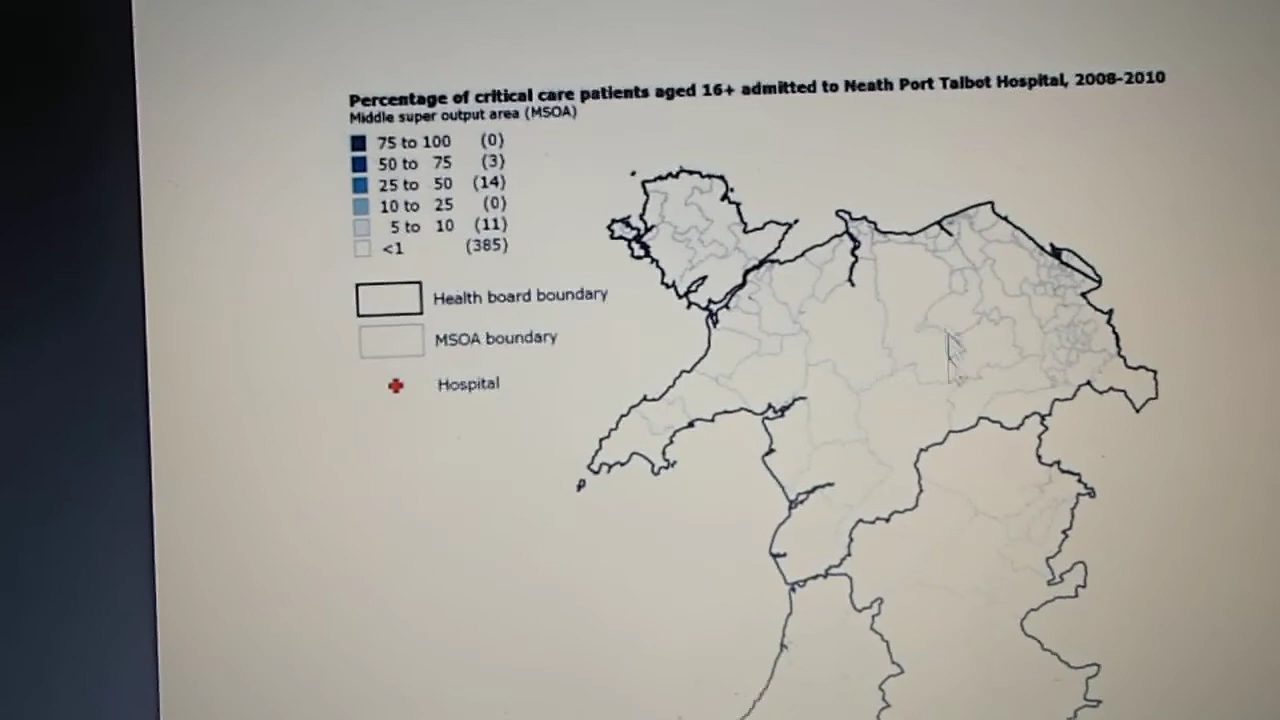 Percentage of critical care patients aged 16+ admitted to Neath Port Talbot Hospital, 2008-2010
Middle super output area (MSOA)
75 to 100 (0)
50 to 75 (3)
25 to 50 (14)
10 to 25 (0)
5 to 10 (11)
<1 (385)
Health board boundary
MSOA boundary
Hospital